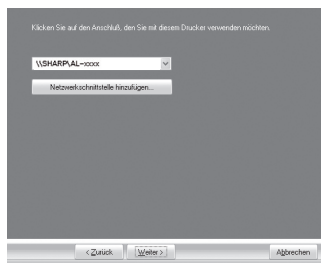 Klicken Sie auf den Anschluß, den Sie mit diesem Drucker verwenden möchten.
\\SHARP\AL-xxxx
Netzwerkschnittstelle hinzufügen...
< Zurück Weiter > Abbrechen